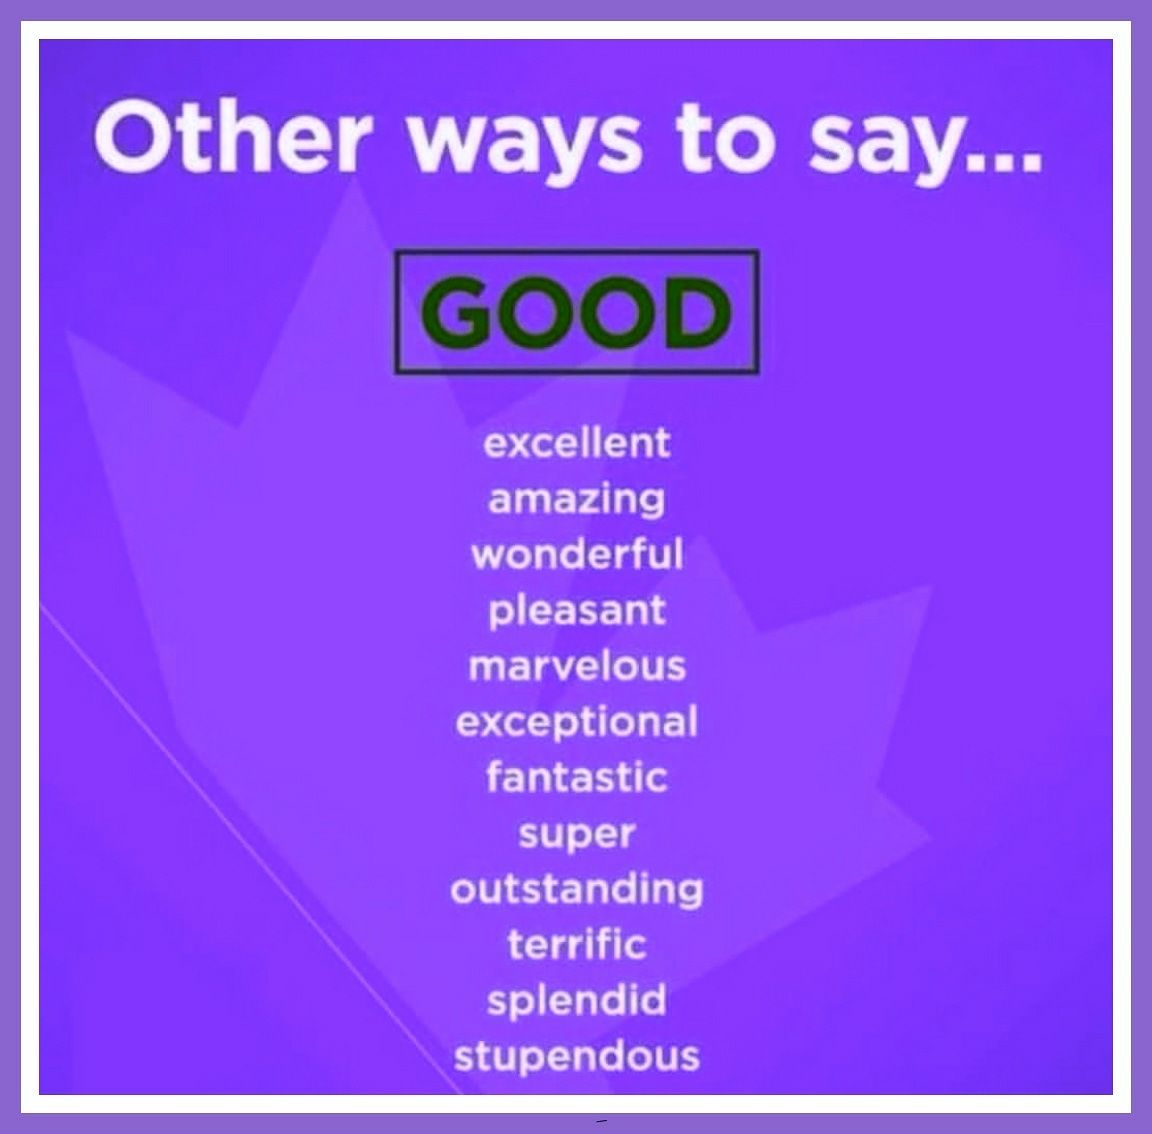 Other ways to say...
GOOD
excellent
amazing
wonderful
pleasant
marvelous
exceptional
fantastic
super
outstanding
terrific
splendid
stupendous